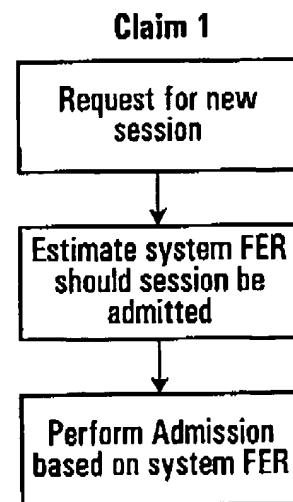 Claim 1
Request for new
session
Estimate system FER
should session be
admitted
Perform Admission
based on system FER